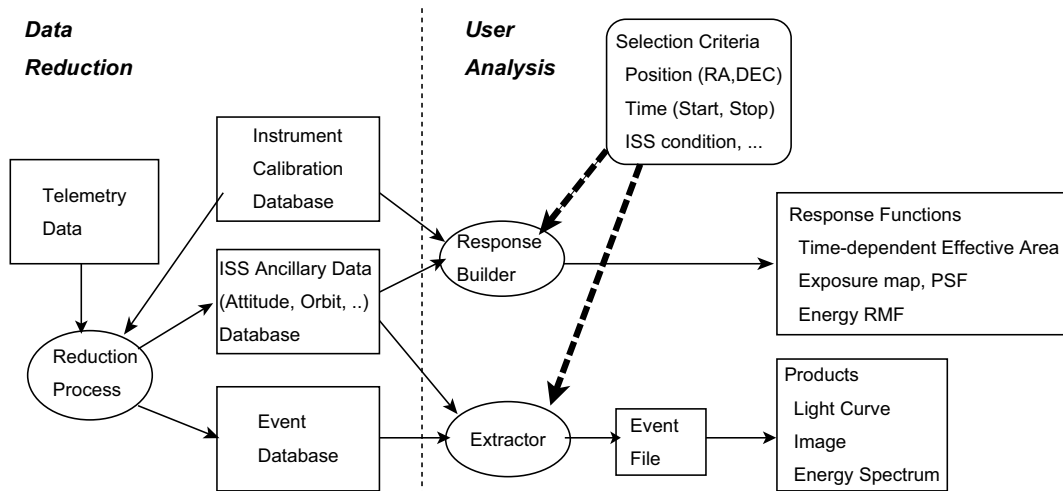 Data
Reduction
User
Analysis
Selection Criteria
Position (RA,DEC)
Time (Start, Stop)
ISS condition, ...
Instrument
Calibration
Database
Telemetry
Data
Response
Builder
Response Functions
Time-dependent Effective Area
Exposure map, PSF
Energy RMF
ISS Ancillary Data
(Attitude, Orbit, ..)
Database
Reduction
Process
Event
Database
Extractor
Event
File
Products
Light Curve
Image
Energy Spectrum